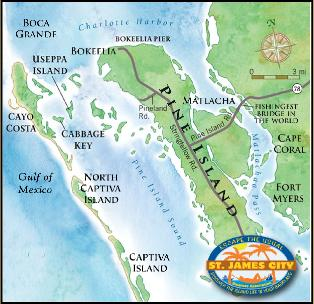 Charlotte Harbor
BOCA
GRANDE
BOKEELIA PIER
BOKEELIA
USEPPA
ISLAND
0 3 m
78
MATLACHA
Pineland
Rd.
FISHINGEST
BRIDGE IN
THE WORLD
Pine Island Rd.
PINE ISLAND
Stringfellow Rd.
CAYO
COSTA
CABBAGE
KEY
CAPE
CORAL
Matlacha Pass
Gulf of
Mexico
NORTH
CAPTIVA
ISLAND
Pine Island Sound
FORT
MYERS
CAPTIVA
ISLAND
ESCAPE THE USUAL
ST. JAMES CITY